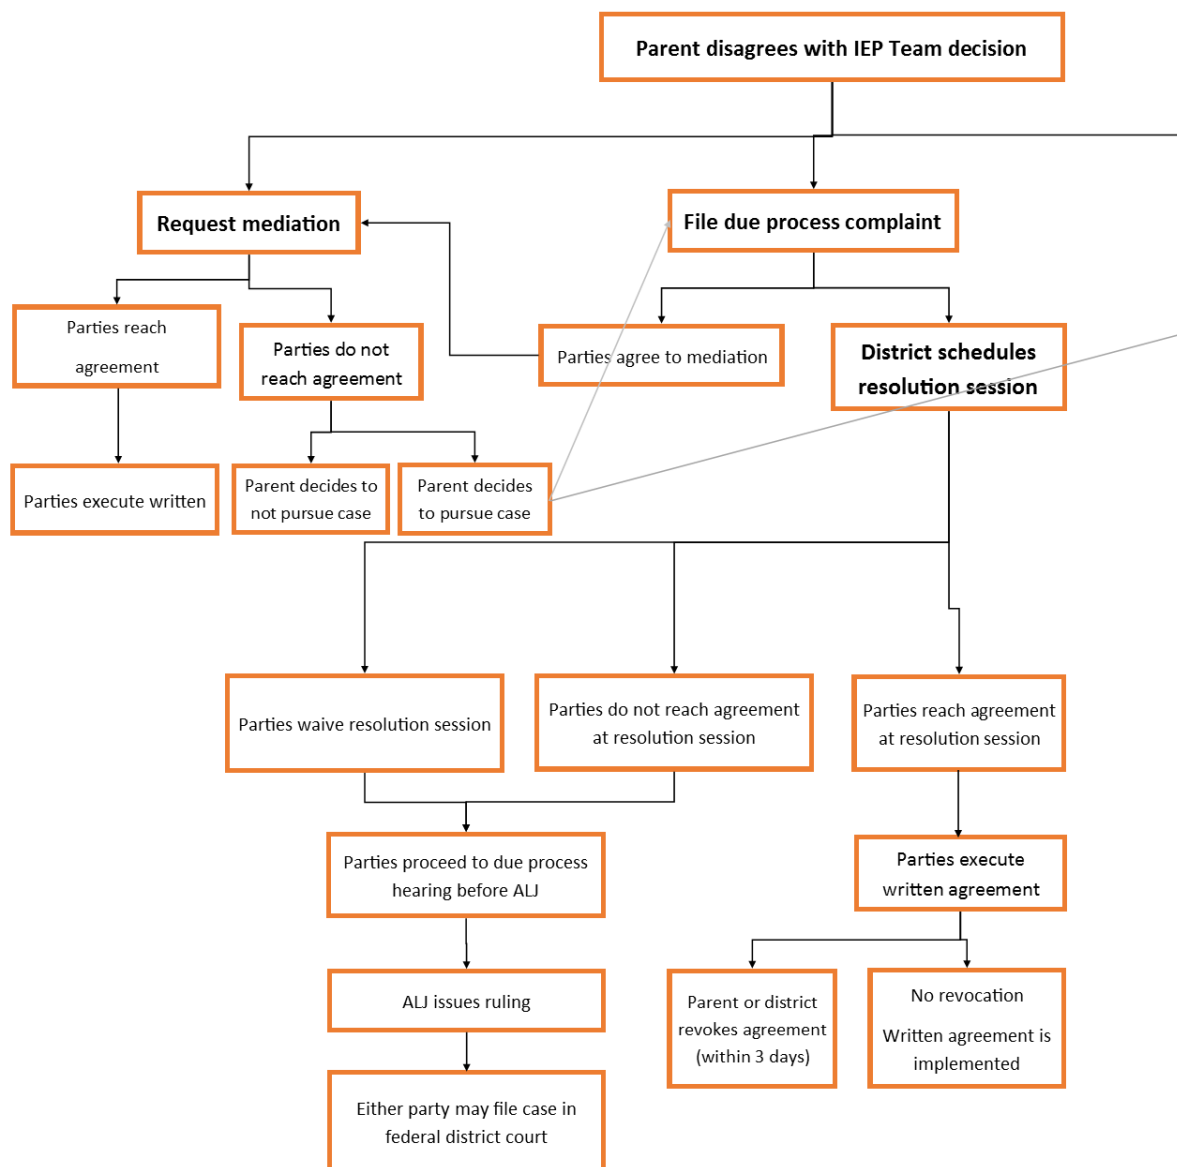 Parent disagrees with IEP Team decision
Request mediation
File due process complaint
Parties reach
agreement
Parties do not
reach agreement
Parties agree to mediation
District schedules
resolution session
Parties execute written
Parent decides to
not pursue case
Parent decides
to pursue case
Parties waive resolution session
Parties do not reach agreement
at resolution session
Parties reach agreement
at resolution session
Parties proceed to due process
hearing before ALJ
Parties execute
written agreement
ALJ issues ruling
Parent or district
revokes agreement
(within 3 days)
No revocation
Written agreement is
implemented
Either party may file case in
federal district court